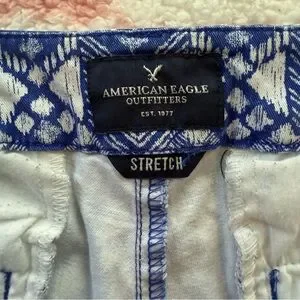 AMERICAN EAGLE
OUTFITTERS
EST. 1977
STRETCH